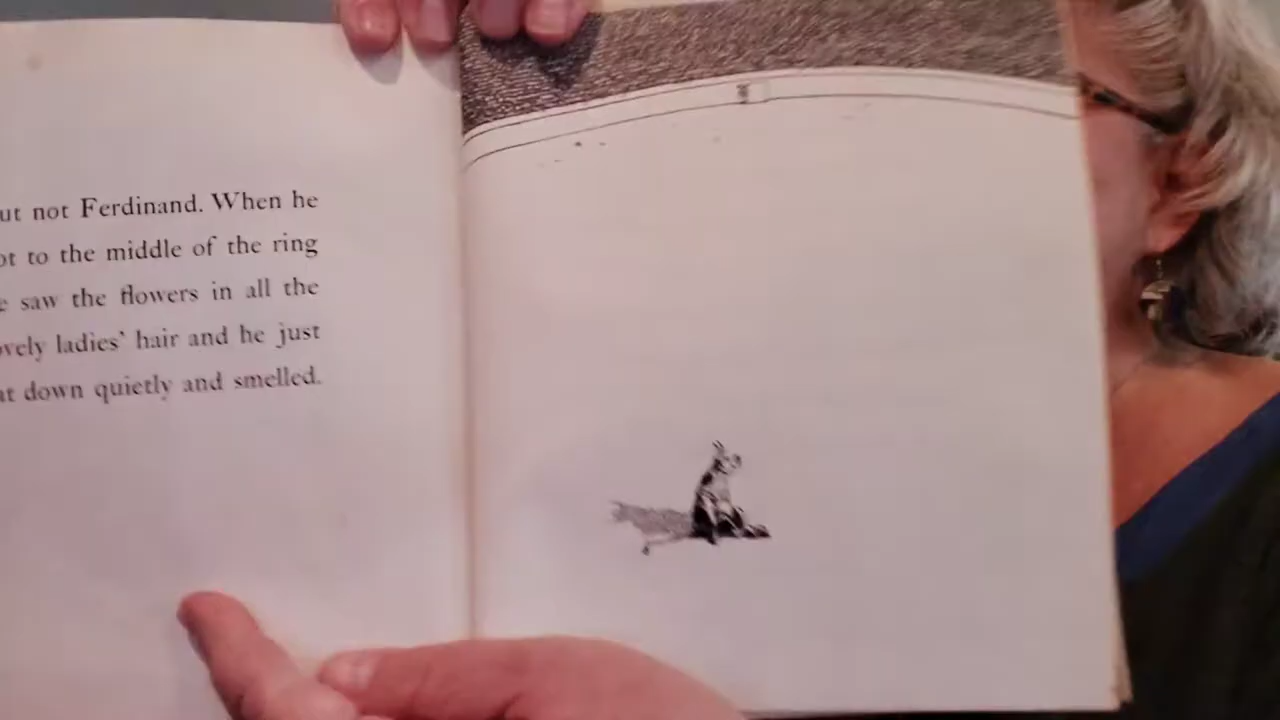 ut not Ferdinand. When he
ot to the middle of the ring
e saw the flowers in all the
vely ladies' hair and he just
at down quietly and smelled.